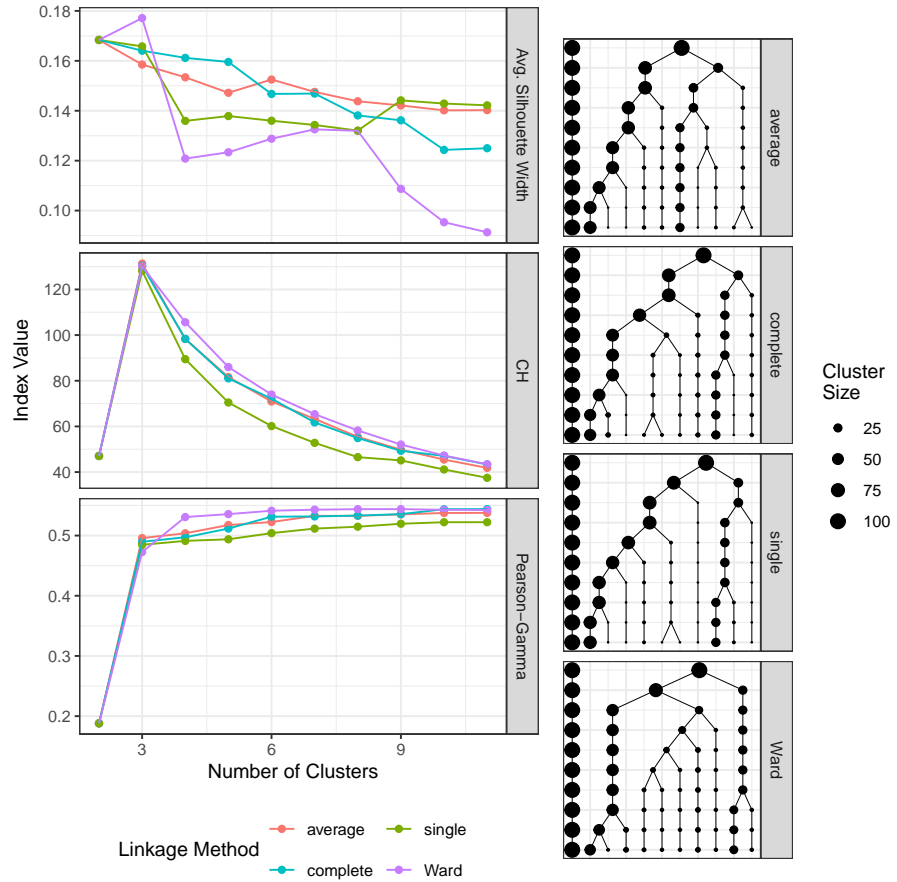 0.18
0.16
0.14
0.12
0.10
Avg. Silhouette Width
120
100
80
60
40
CH
0.5
0.4
0.3
0.2
Pearson−Gamma
Index Value
3
6
9
Number of Clusters
Linkage Method
average
single
complete
Ward
average
complete
single
Ward
Cluster
Size
25
50
75
100